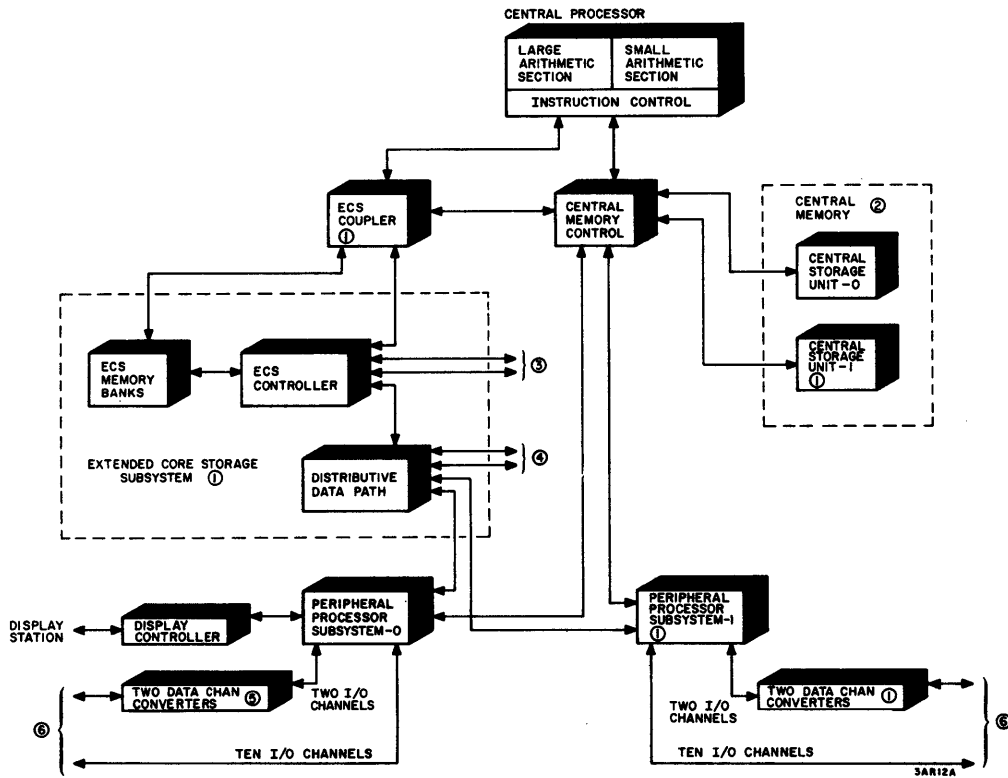 CENTRAL PROCESSOR
LARGE
ARITHMETIC
SECTION
SMALL
ARITHMETIC
SECTION
INSTRUCTION CONTROL
ECS
COUPLER
①
CENTRAL
MEMORY
CONTROL
CENTRAL ②
MEMORY
CENTRAL
STORAGE
UNIT-0
CENTRAL
STORAGE
UNIT-1
①
ECS
MEMORY
BANKS
ECS
CONTROLLER
③
EXTENDED CORE STORAGE
SUBSYSTEM ①
DISTRIBUTIVE
DATA PATH
④
DISPLAY
STATION
DISPLAY
CONTROLLER
PERIPHERAL
PROCESSOR
SUBSYSTEM-0
PERIPHERAL
PROCESSOR
SUBSYSTEM-1
①
⑥
TWO DATA CHAN
CONVERTERS ⑤
TWO I/O
CHANNELS
TEN I/O CHANNELS
TWO I/O
CHANNELS
TWO DATA CHAN
CONVERTERS ①
⑥
TEN I/O CHANNELS
3AR12A